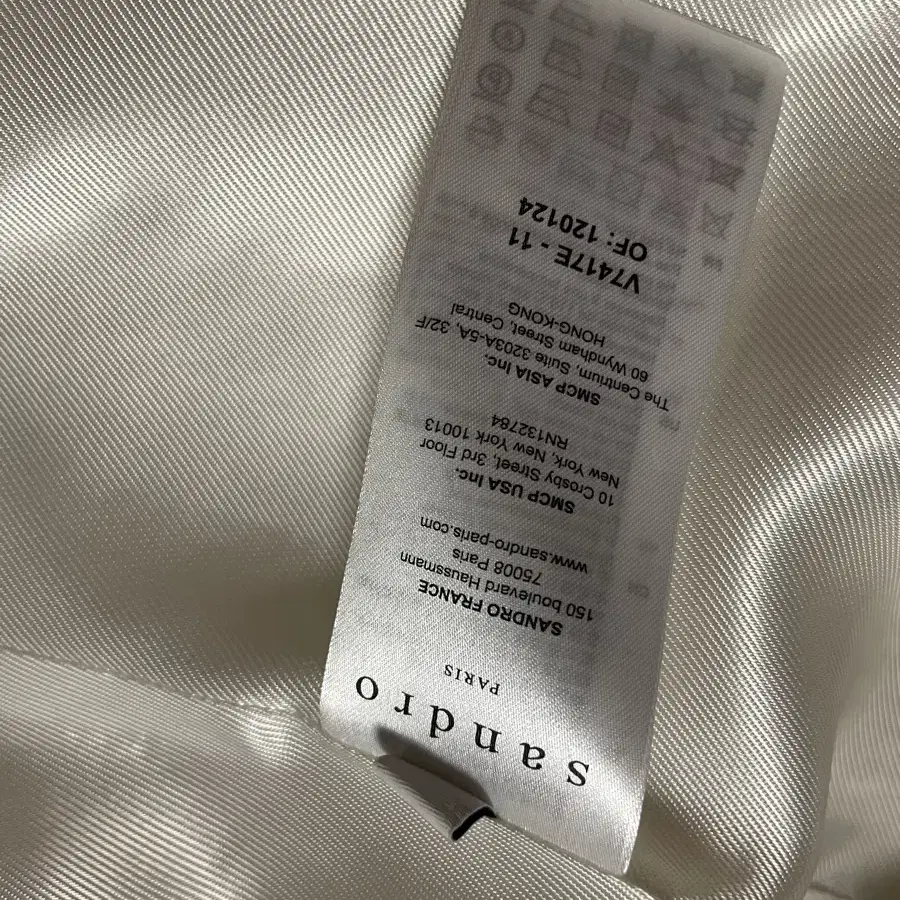 sandro
PARIS
SANDRO FRANCE
150 boulevard Haussmann
75008 Paris
www.sandro-paris.com
SMCP USA Inc.
10 Crosby Street, 3rd Floor
New York, New York 10013
RN132784
SMCP ASIA Inc.
The Centrium, Suite 3203A-5A, 32/F
60 Wyndham Street, Central
HONG-KONG
V7417E - 11
OF: 120124